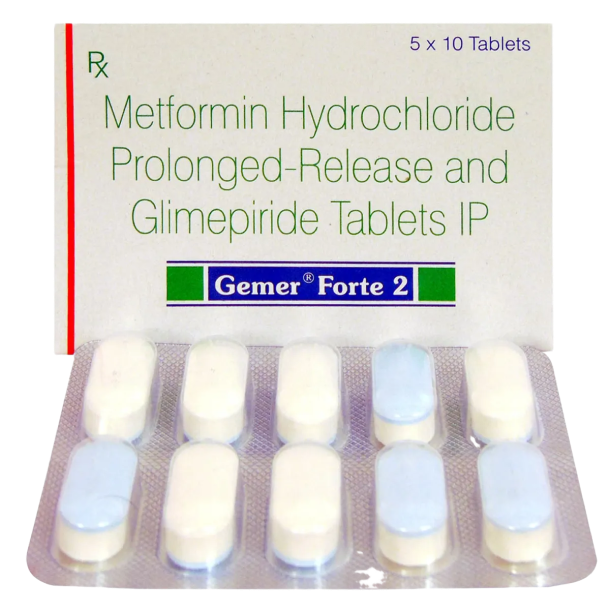 5 x 10 Tablets
Rx
Metformin Hydrochloride
Prolonged-Release and
Glimepiride Tablets IP
Gemer® Forte 2